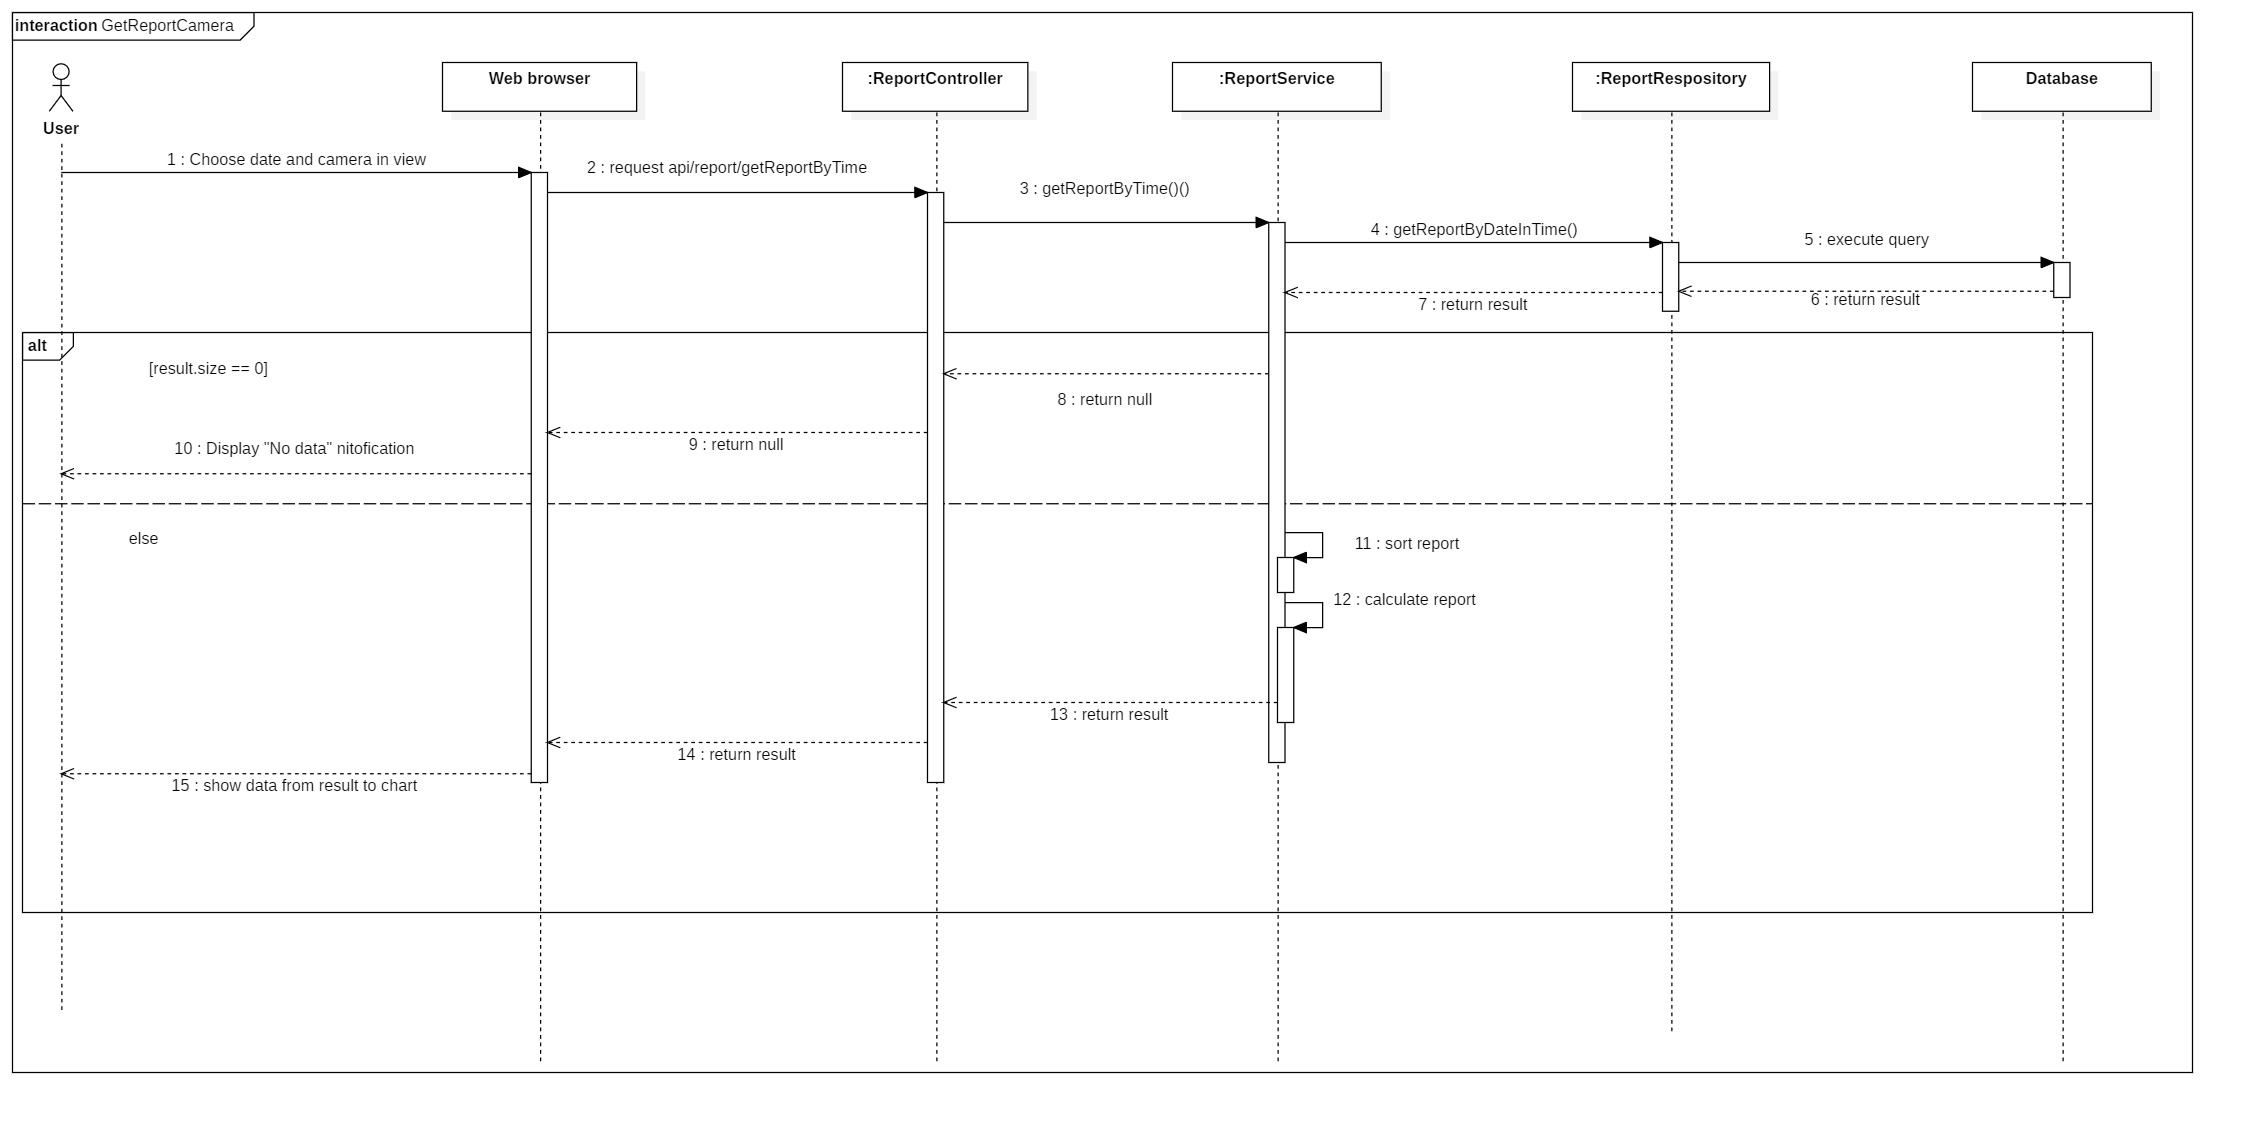 interaction GetReportCamera
Web browser
:ReportController
:ReportService
:ReportRespository
Database
User
1 : Choose date and camera in view
2 : request api/report/getReportByTime
3 : getReportByTime()()
4 : getReportByDateInTime()
5 : execute query
6 : return result
7 : return result
alt
[result.size == 0]
8 : return null
9 : return null
10 : Display "No data" nitofication
else
11 : sort report
12 : calculate report
13 : return result
14 : return result
15 : show data from result to chart